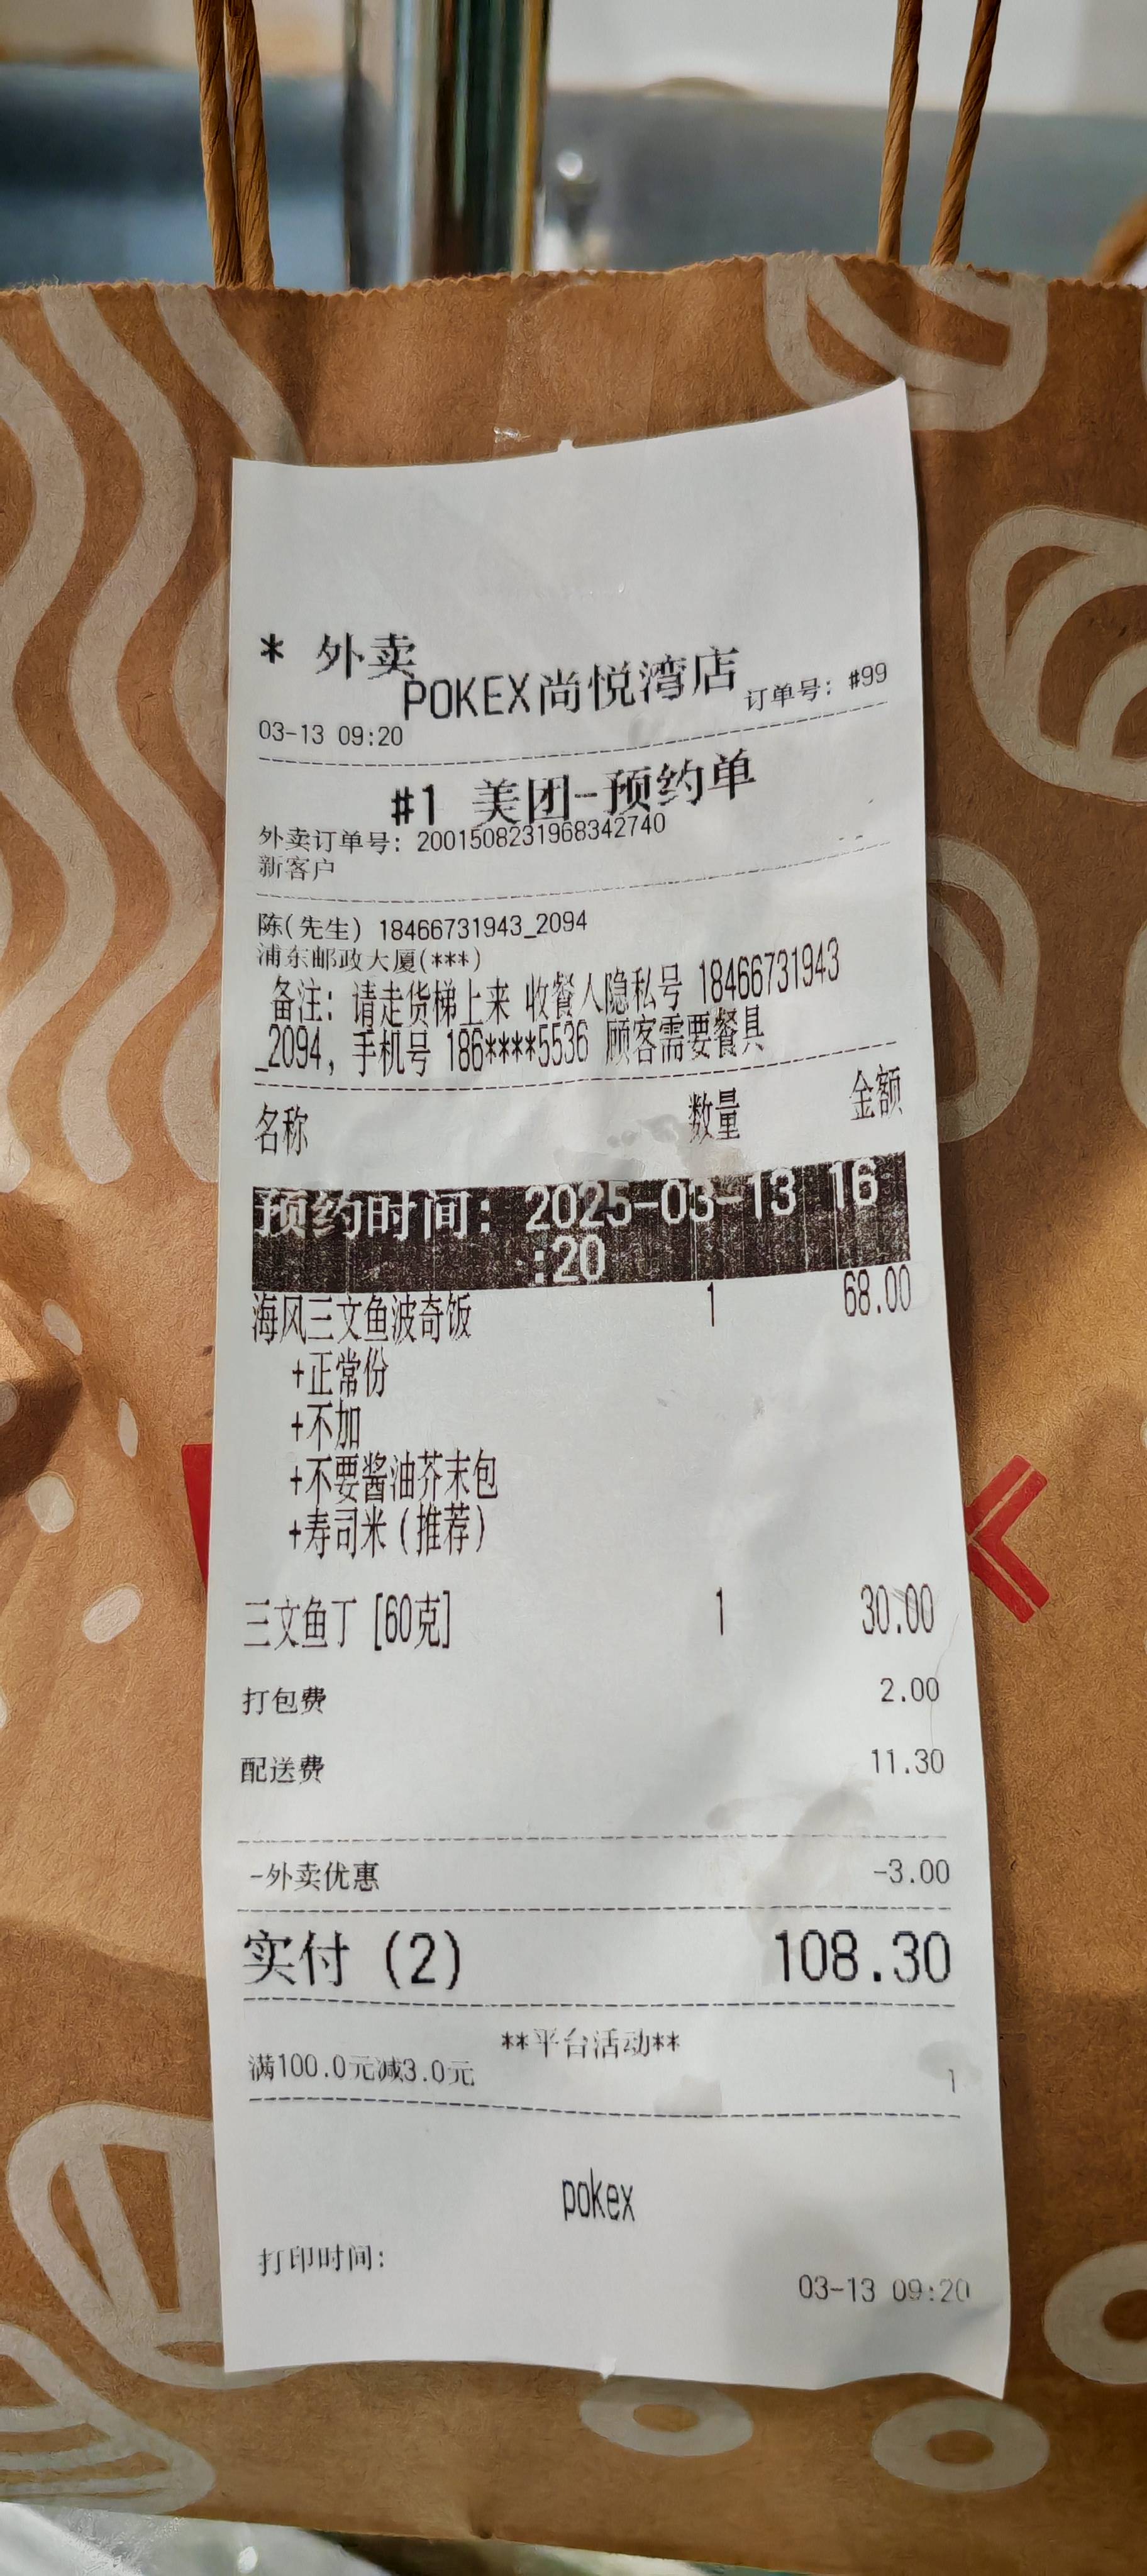 * 外卖
POKEX尚悦湾店
订单号: #99
03-13 09:20
#1 美团-预约单
外卖订单号: 2001508231968342740
新客户
陈(先生) 18466731943_2094
浦东邮政大厦(***)
备注: 请走货梯上来 收餐人隐私号 18466731943
_2094, 手机号 186****5536 顾客需要餐具
名称 数量 金额
预约时间: 2025-03-13 16
:20
海风三文鱼波奇饭 1 68.00
+正常份
+不加
+不要酱油芥末包
+寿司米(推荐)
三文鱼丁 [60克] 1 30.00
打包费 2.00
配送费 11.30
-外卖优惠 -3.00
实付 (2) 108.30
**平台活动**
满100.0元减3.0元 1
pokex
打印时间:
03-13 09:20